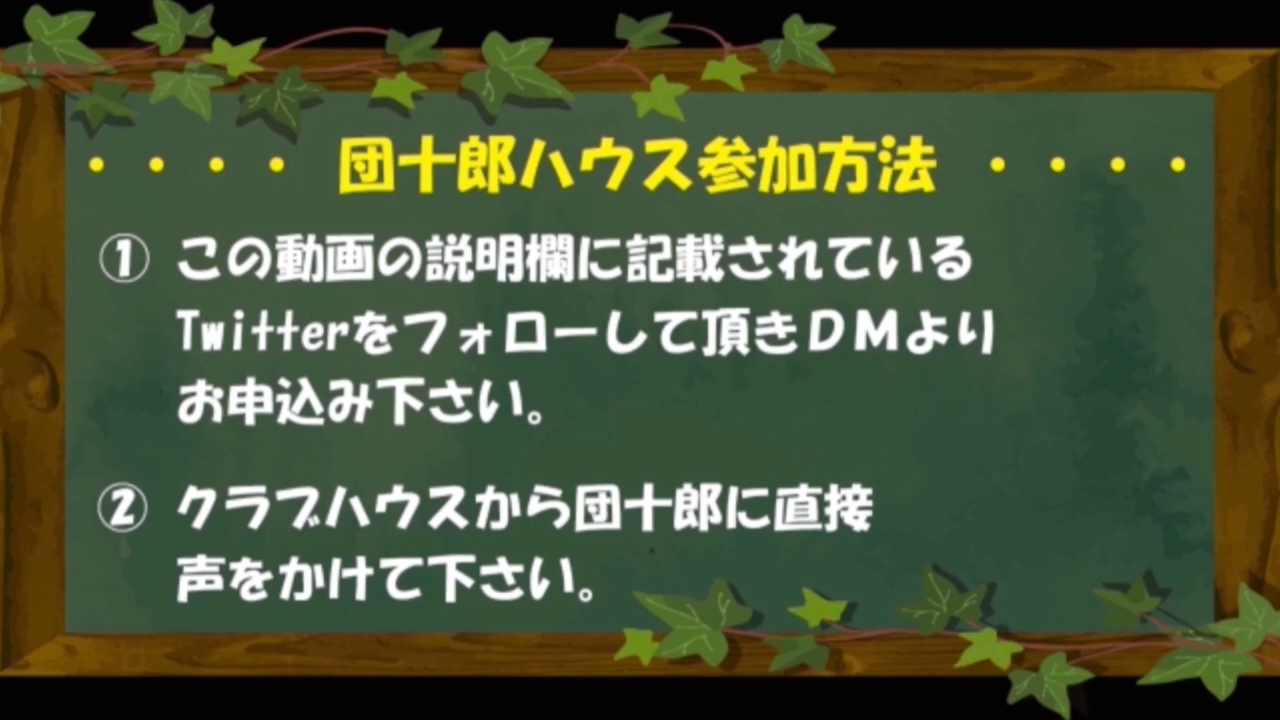 ・・・・ 団十郎ハウス参加方法 ・・・・
① この動画の説明欄に記載されている
Twitterをフォローして頂きＤＭより
お申込み下さい。
② クラブハウスから団十郎に直接
声をかけて下さい。